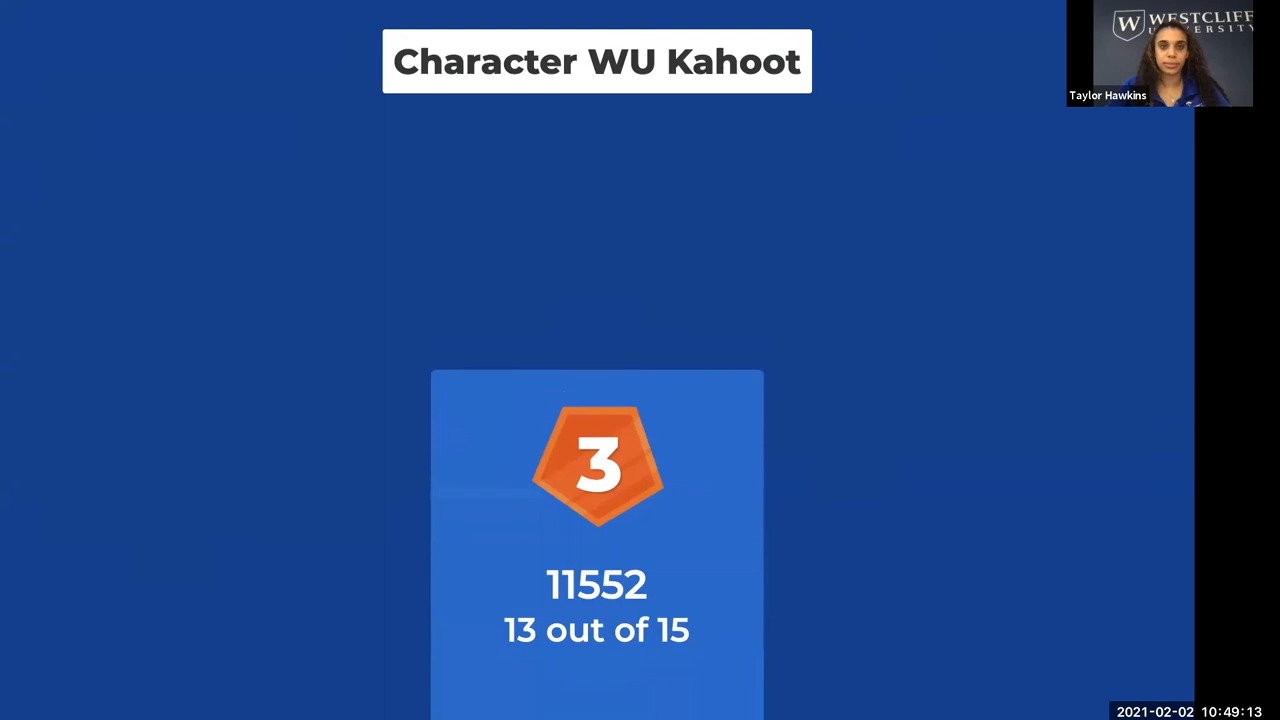 Character WU Kahoot
WESTCLIFF
UNIVERSITY
W
Taylor Hawkins
3
11552
13 out of 15
2021-02-02 10:49:13